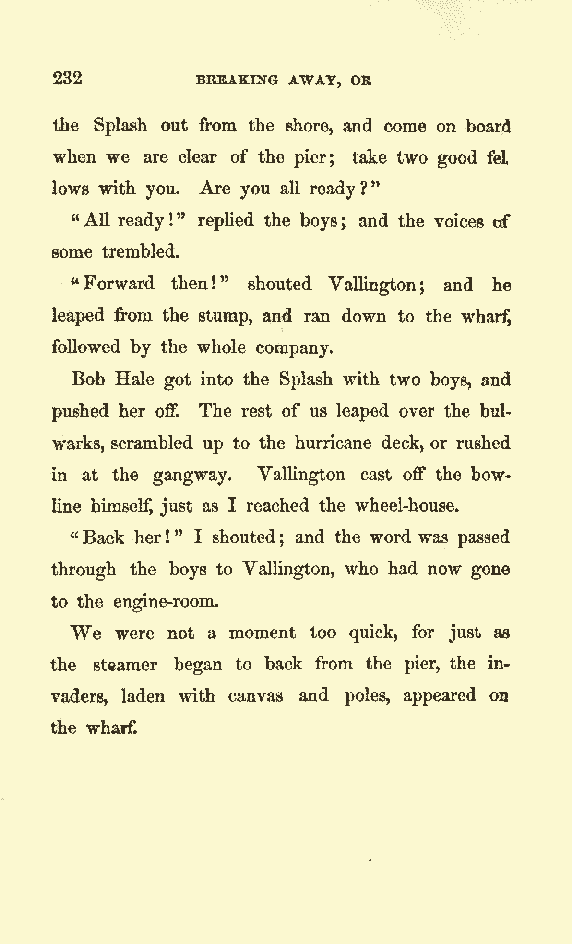 232 BREAKING AWAY, OR
the Splash out from the shore, and come on board
when we are clear of the pier; take two good fel
lows with you. Are you all ready?"
"All ready!" replied the boys; and the voices of
some trembled.
"Forward then!" shouted Vallington; and he
leaped from the stump, and ran down to the wharf,
followed by the whole company.
Bob Hale got into the Splash with two boys, and
pushed her off. The rest of us leaped over the bul-
warks, scrambled up to the hurricane deck, or rushed
in at the gangway. Vallington cast off the bow-
line himself, just as I reached the wheel-house.
"Back her!" I shouted; and the word was passed
through the boys to Vallington, who had now gone
to the engine-room.
We were not a moment too quick, for just as
the steamer began to back from the pier, the in-
vaders, laden with canvas and poles, appeared on
the wharf.